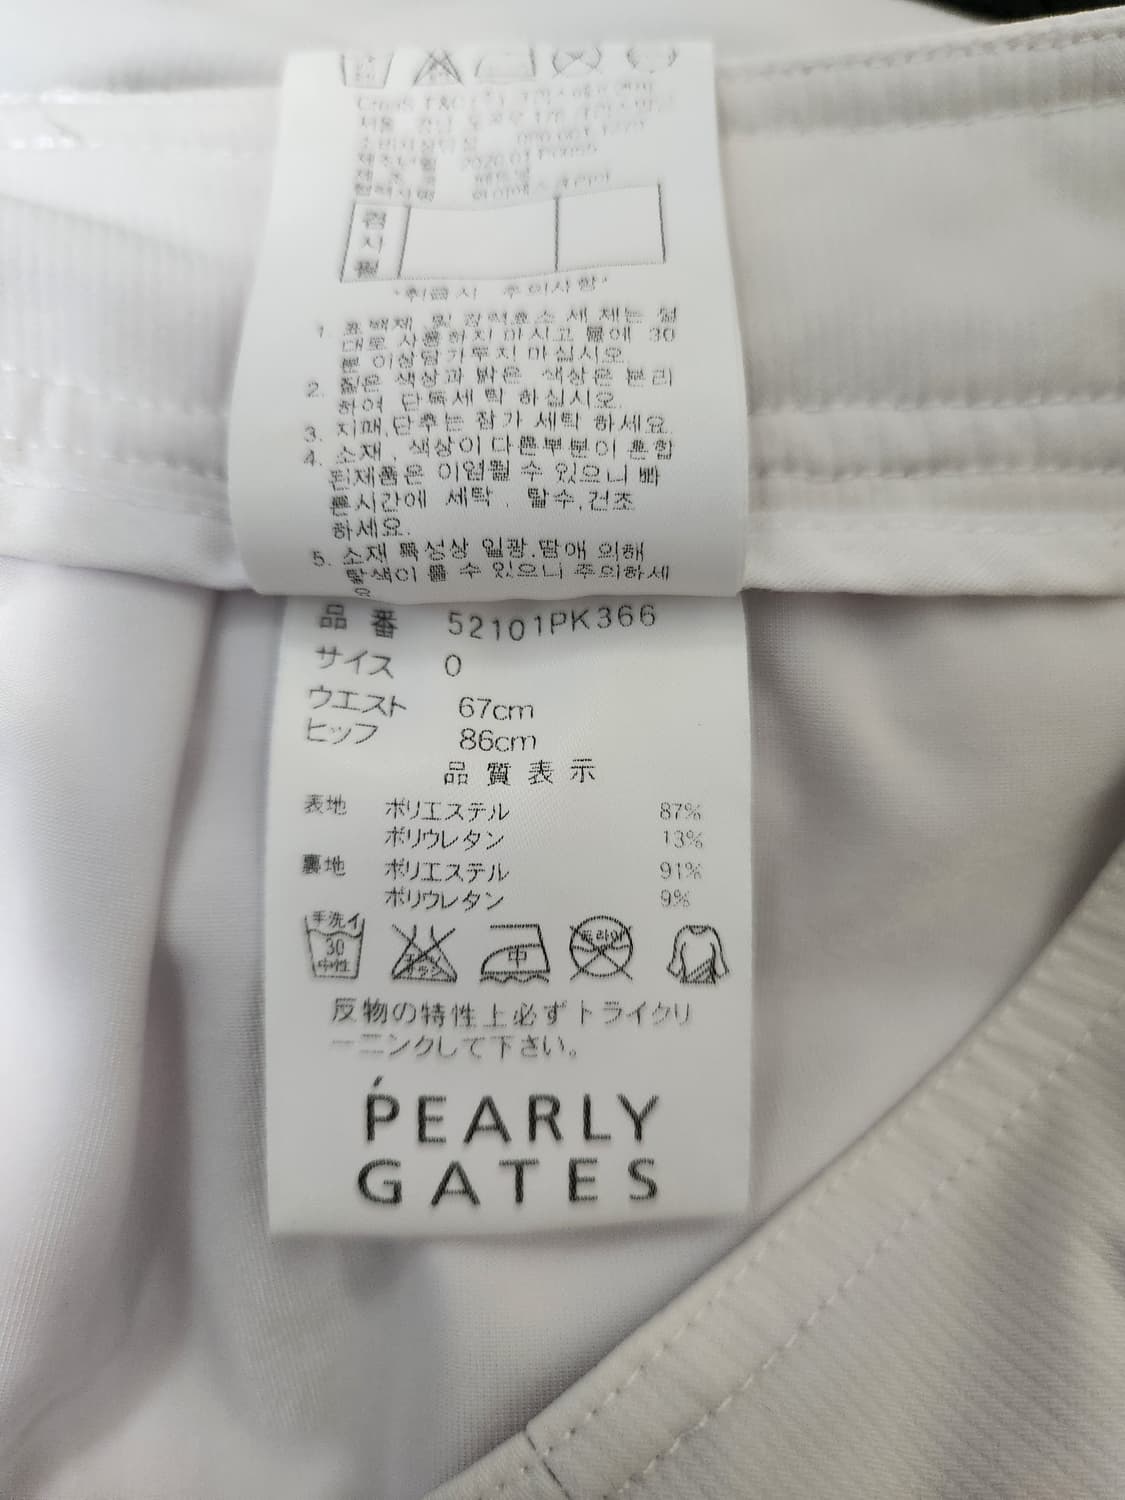 2020.01
"취급시 주의사항"
1. 표백제 및 강력효소 세제는 절
대로 사용하지 마시고 물에 30
분 이상담가두지 마십시오.
2. 짙은 색상과 밝은 색상은 분리
하여 단독세탁 하십시오.
3. 지퍼,단추는 잠가 세탁 하세요.
4. 소재, 색상이 다른부분이 혼합
된제품은 이염될 수 있으니 빠
른시간에 세탁, 탈수,건조
하세요.
5. 소재 특성상 일광,땀에 의해
탈색이 될 수 있으니 주의하세
요
品番 52101PK366
サイズ 0
ウエスト 67cm
ヒップ 86cm
品質表示
表地 ポリエステル 87%
ポリウレタン 13%
裏地 ポリエステル 91%
ポリウレタン 9%
手洗イ
30
中性
中
드라이
反物の特性上必ずトライクリ
ーニンクして下さい。
PEARLY
GATES